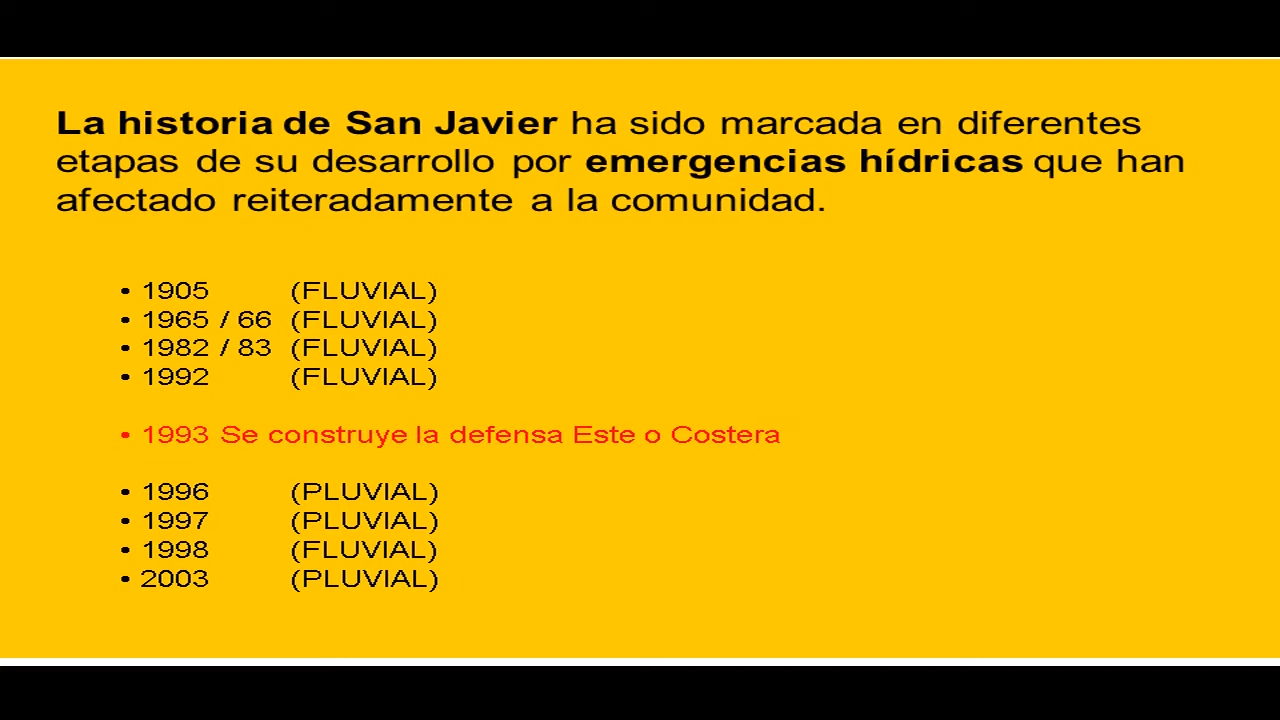 La historia de San Javier ha sido marcada en diferentes
etapas de su desarrollo por emergencias hídricas que han
afectado reiteradamente a la comunidad.
• 1905 (FLUVIAL)
• 1965 / 66 (FLUVIAL)
• 1982 / 83 (FLUVIAL)
• 1992 (FLUVIAL)
• 1993 Se construye la defensa Este o Costera
• 1996 (PLUVIAL)
• 1997 (PLUVIAL)
• 1998 (FLUVIAL)
• 2003 (PLUVIAL)